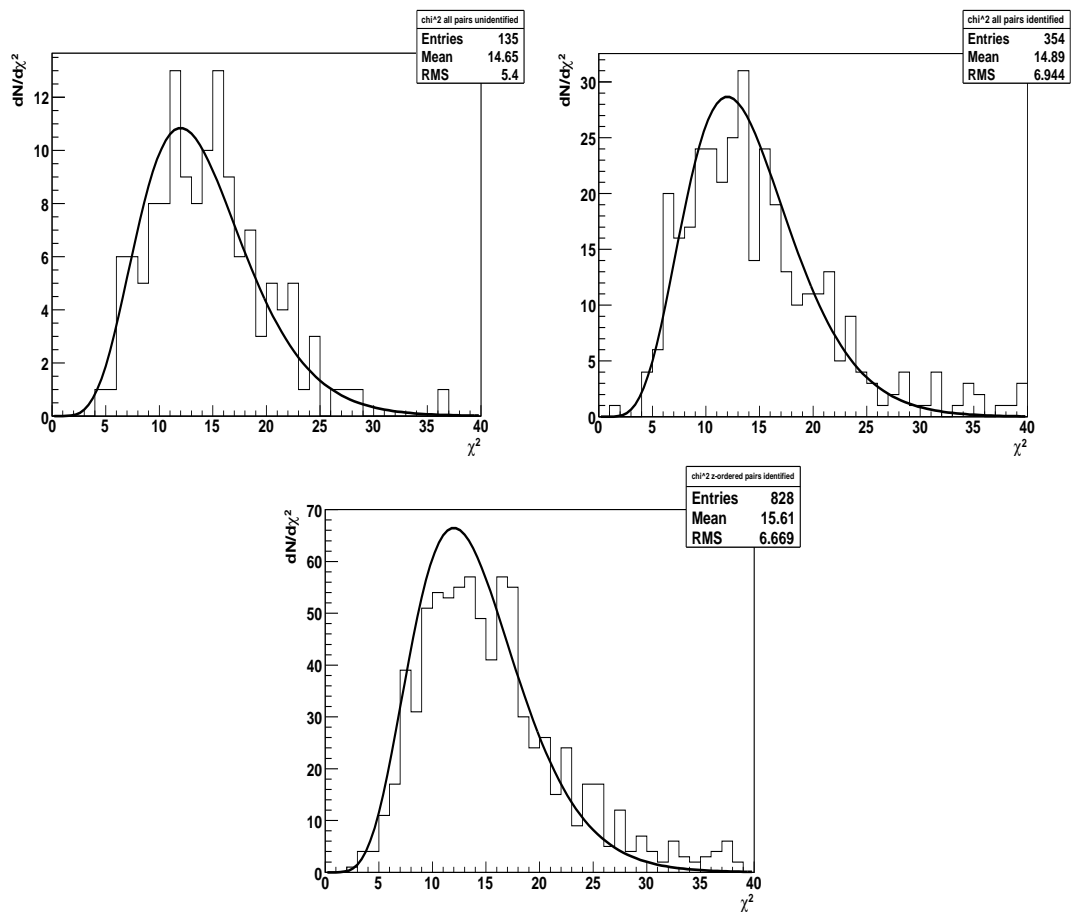 chi^2 all pairs unidentified
Entries 135
Mean 14.65
RMS 5.4
dN/dχ²
12
10
8
6
4
2
0
0 5 10 15 20 25 30 35 40
χ²
chi^2 all pairs identified
Entries 354
Mean 14.89
RMS 6.944
dN/dχ²
30
25
20
15
10
5
0
0 5 10 15 20 25 30 35 40
χ²
chi^2 z-ordered pairs identified
Entries 828
Mean 15.61
RMS 6.669
dN/dχ²
70
60
50
40
30
20
10
0
0 5 10 15 20 25 30 35 40
χ²